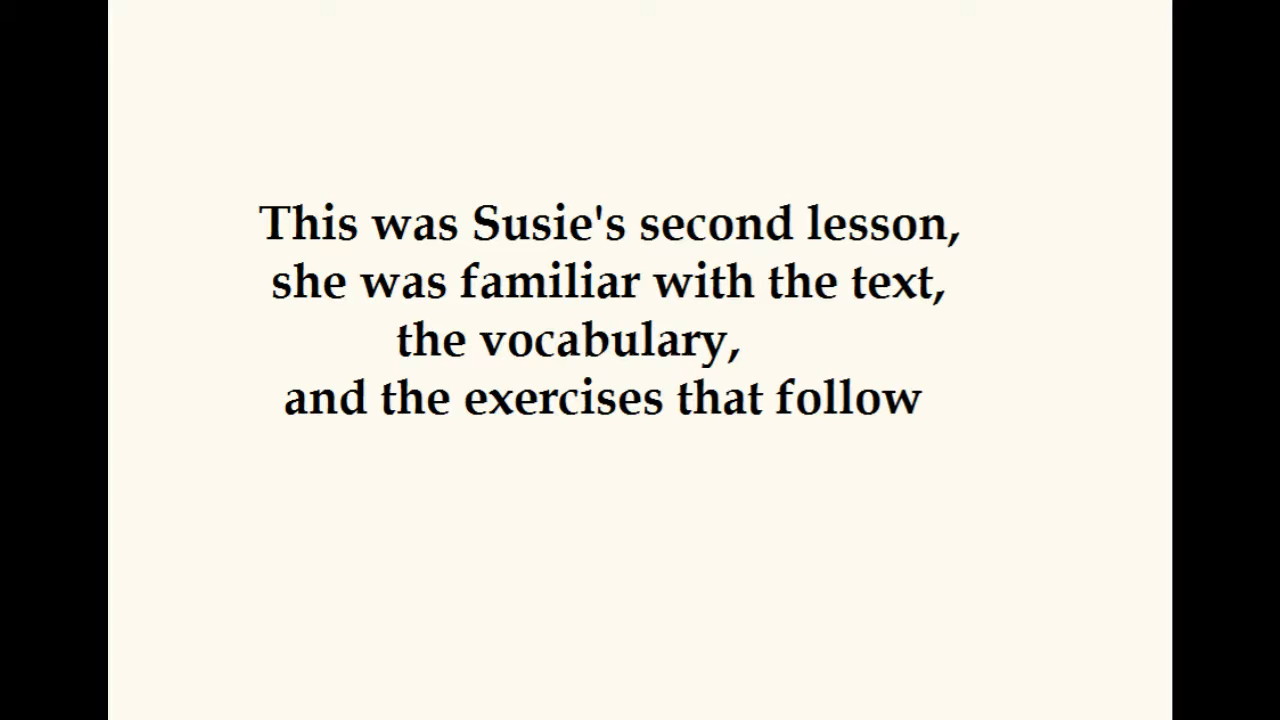 This was Susie's second lesson,
she was familiar with the text,
the vocabulary,
and the exercises that follow